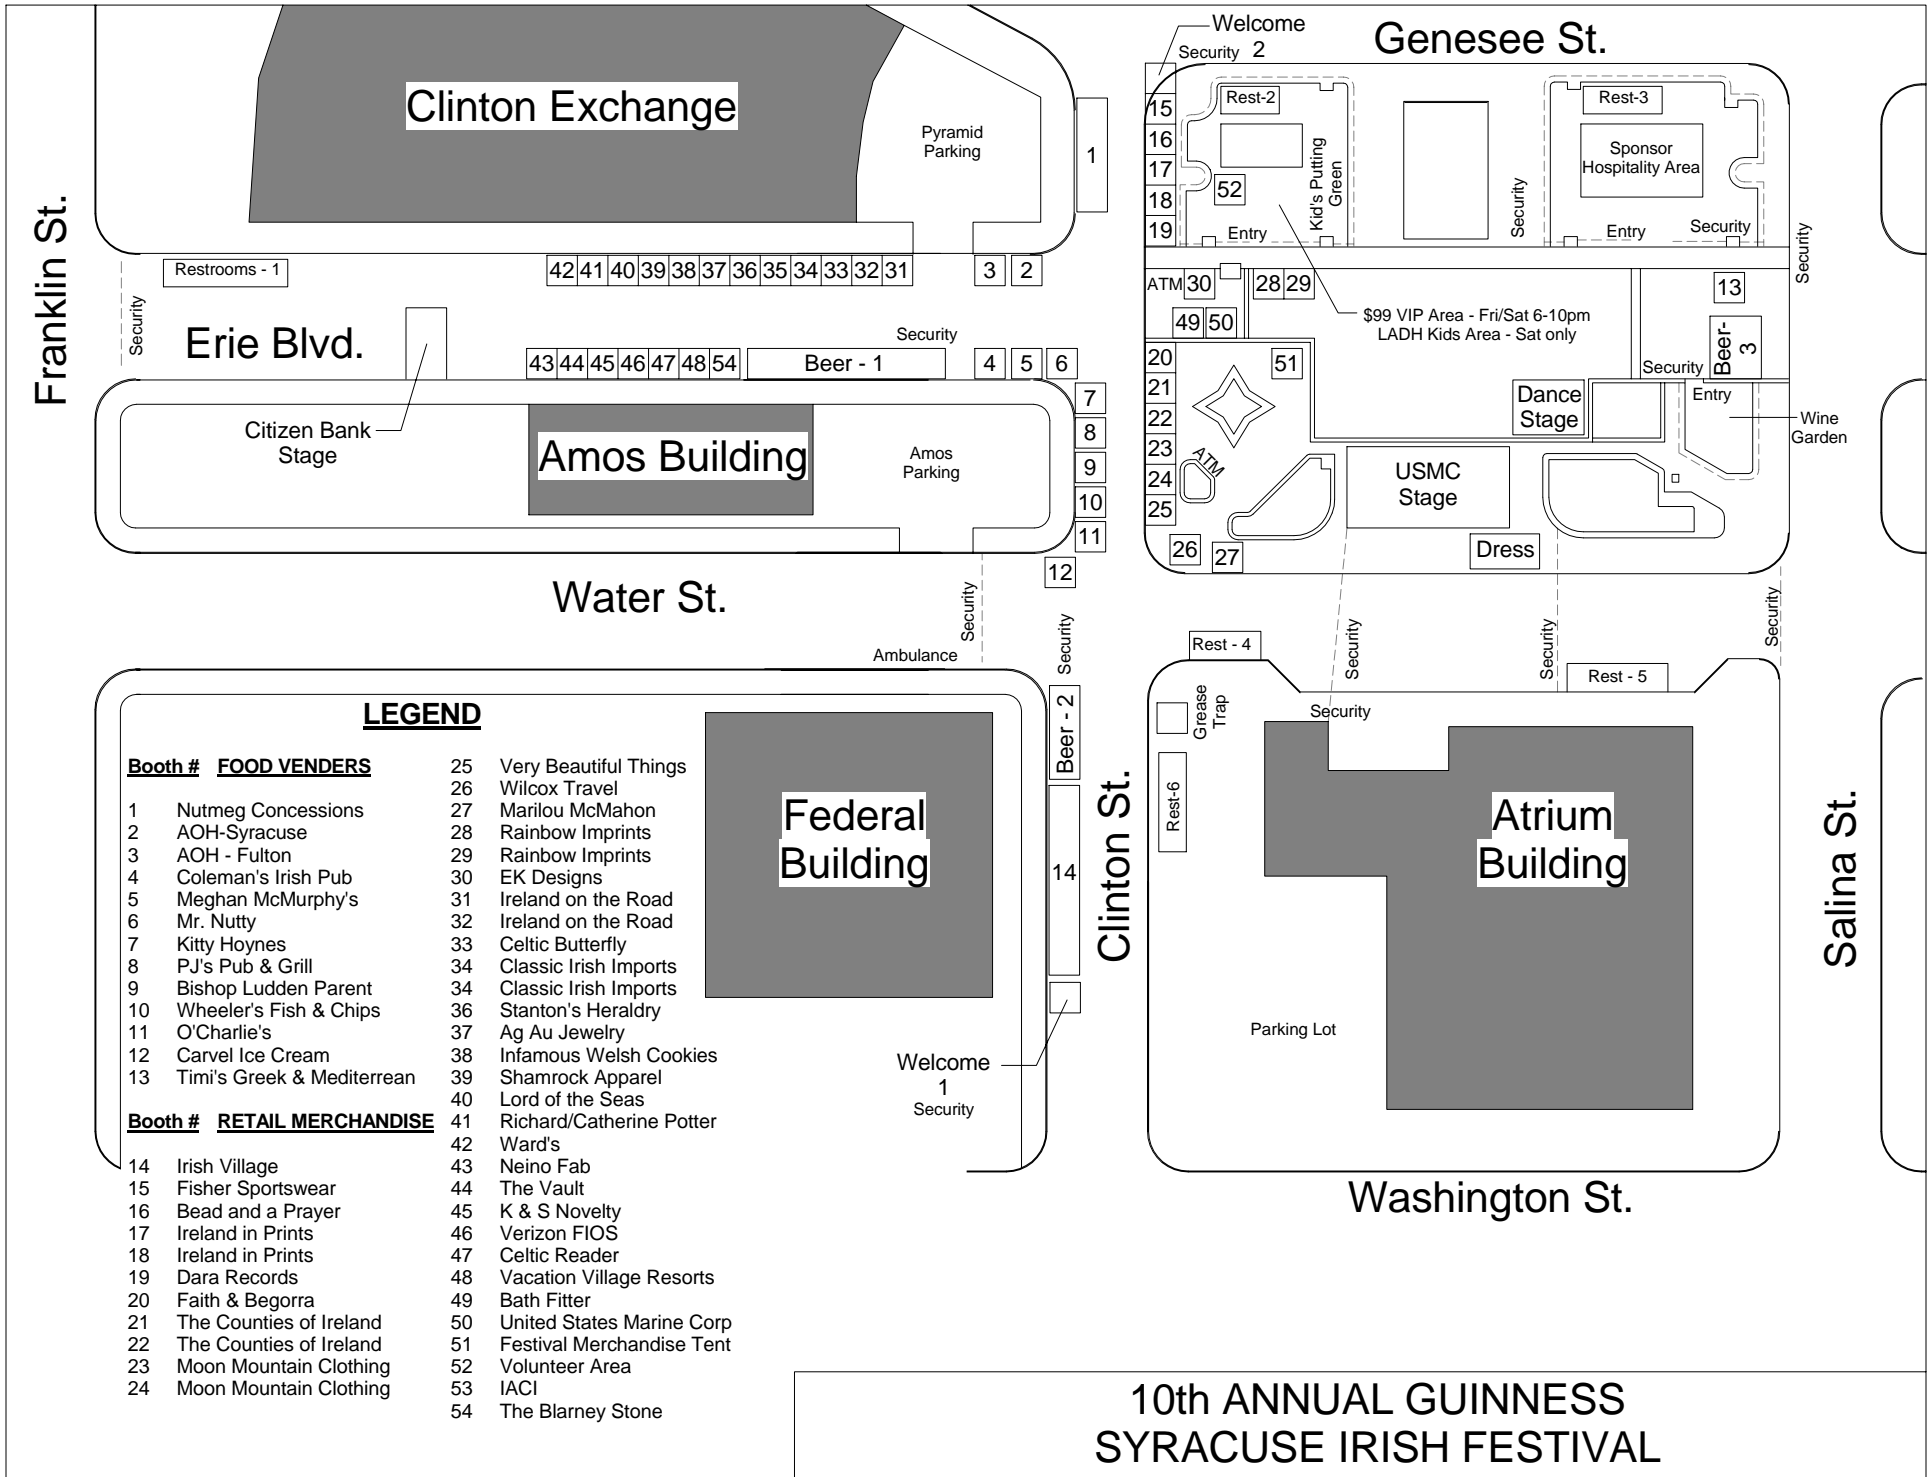 Welcome
2
Security
Genesee St.
Clinton Exchange
Pyramid
Parking
1
15
16
17
18
19
Rest-2
52
Kid's Putting
Green
Entry
Security
Rest-3
Sponsor
Hospitality Area
Entry
Security
Security
Franklin St.
Restrooms - 1
42 41 40 39 38 37 36 35 34 33 32 31
3
2
ATM
30
28 29
49 50
13
$99 VIP Area - Fri/Sat 6-10pm
LADH Kids Area - Sat only
Beer-
3
Security
Security
Erie Blvd.
Security
43 44 45 46 47 48 54
Beer - 1
4
5
6
20
21
22
23
24
25
51
Dance
Stage
Entry
Wine
Garden
Citizen Bank
Stage
Amos Building
Amos
Parking
7
8
9
10
11
12
ATM
USMC
Stage
26
27
Dress
Water St.
Security
Security
Security
Security
Security
Ambulance
Rest - 4
Rest - 5
Security
Grease
Trap
Rest-6
Beer - 2
14
Clinton St.
Federal
Building
Atrium
Building
Salina St.
Parking Lot
Welcome
1
Security
Washington St.
LEGEND
Booth # FOOD VENDERS
1 Nutmeg Concessions
2 AOH-Syracuse
3 AOH - Fulton
4 Coleman's Irish Pub
5 Meghan McMurphy's
6 Mr. Nutty
7 Kitty Hoynes
8 PJ's Pub & Grill
9 Bishop Ludden Parent
10 Wheeler's Fish & Chips
11 O'Charlie's
12 Carvel Ice Cream
13 Timi's Greek & Mediterrean
Booth # RETAIL MERCHANDISE
14 Irish Village
15 Fisher Sportswear
16 Bead and a Prayer
17 Ireland in Prints
18 Ireland in Prints
19 Dara Records
20 Faith & Begorra
21 The Counties of Ireland
22 The Counties of Ireland
23 Moon Mountain Clothing
24 Moon Mountain Clothing
25 Very Beautiful Things
26 Wilcox Travel
27 Marilou McMahon
28 Rainbow Imprints
29 Rainbow Imprints
30 EK Designs
31 Ireland on the Road
32 Ireland on the Road
33 Celtic Butterfly
34 Classic Irish Imports
34 Classic Irish Imports
36 Stanton's Heraldry
37 Ag Au Jewelry
38 Infamous Welsh Cookies
39 Shamrock Apparel
40 Lord of the Seas
41 Richard/Catherine Potter
42 Ward's
43 Neino Fab
44 The Vault
45 K & S Novelty
46 Verizon FIOS
47 Celtic Reader
48 Vacation Village Resorts
49 Bath Fitter
50 United States Marine Corp
51 Festival Merchandise Tent
52 Volunteer Area
53 IACI
54 The Blarney Stone
10th ANNUAL GUINNESS
SYRACUSE IRISH FESTIVAL